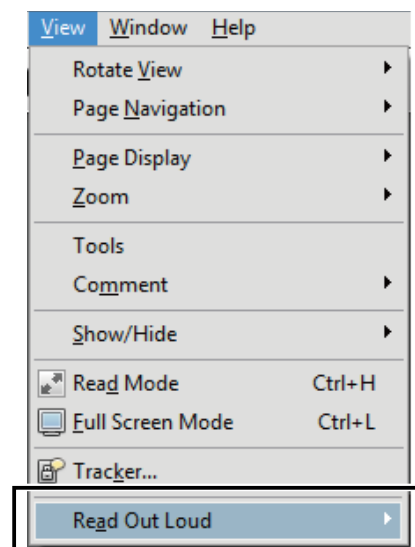 View Window Help
Rotate View
Page Navigation
Page Display
Zoom
Tools
Comment
Show/Hide
Read Mode Ctrl+H
Full Screen Mode Ctrl+L
Tracker...
Read Out Loud